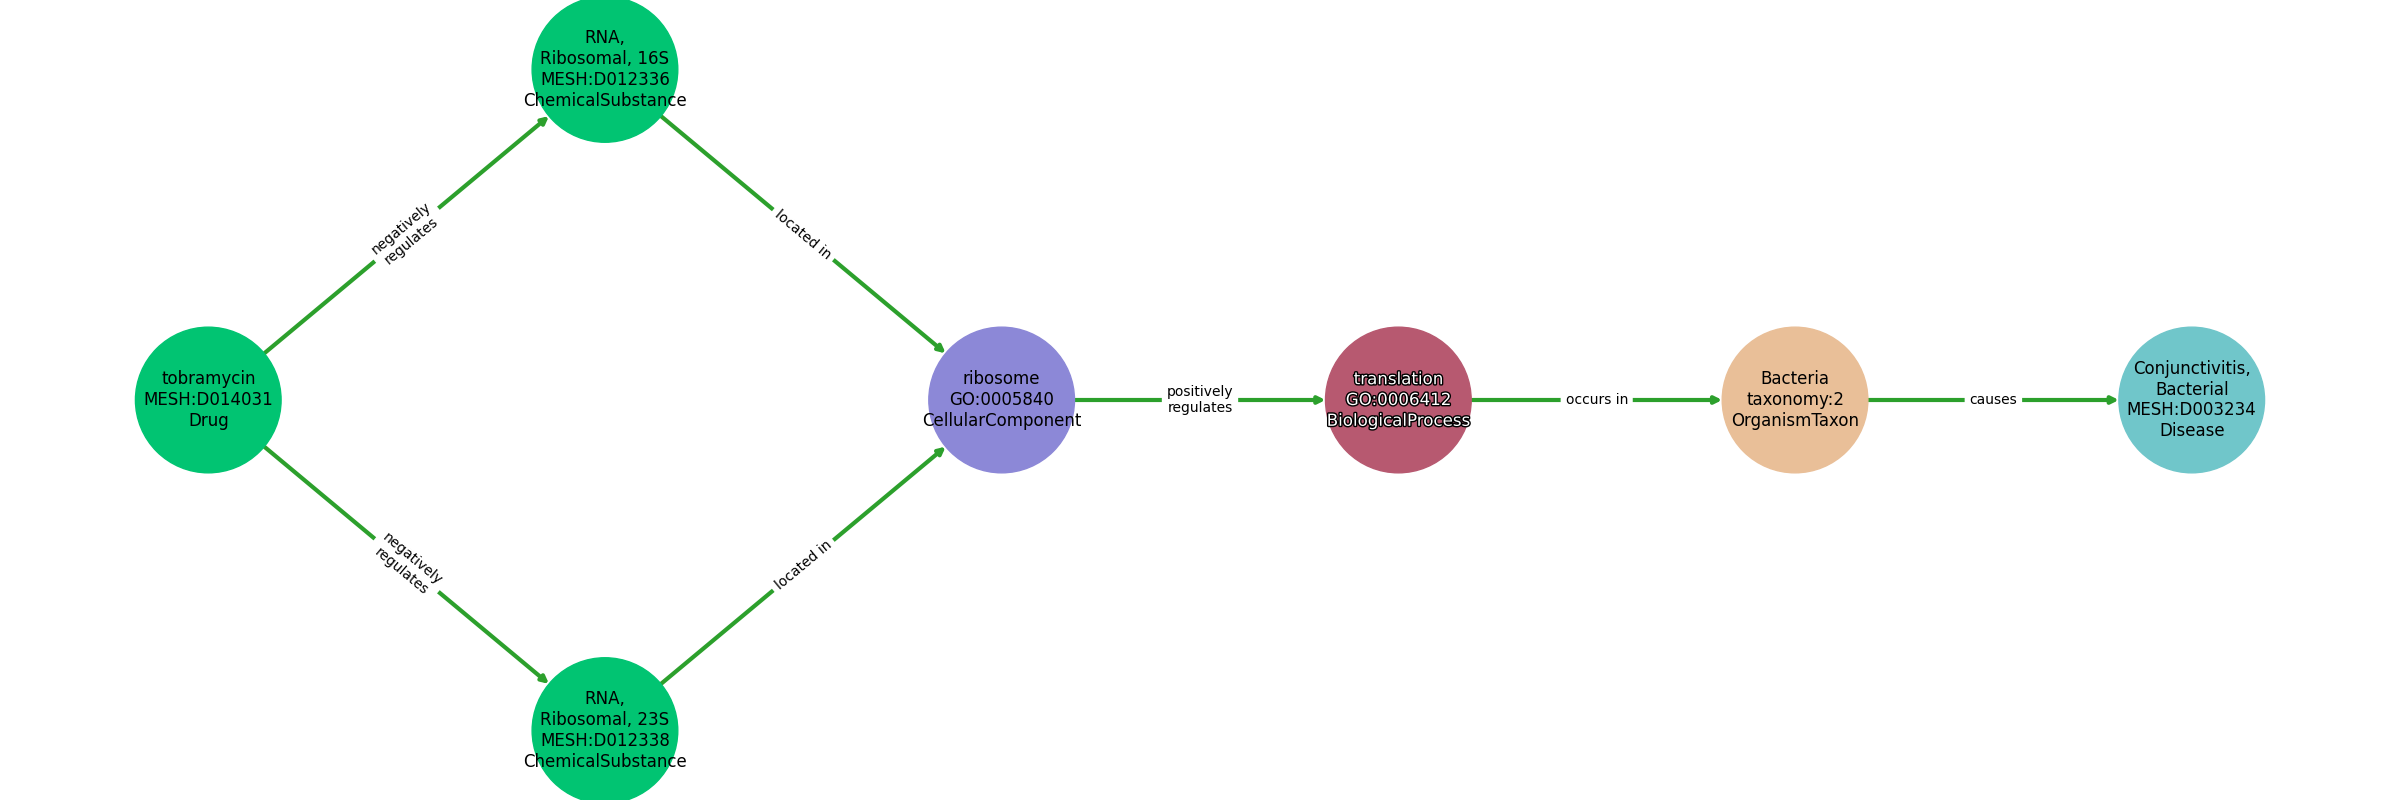 RNA,
Ribosomal, 16S
MESH:D012336
ChemicalSubstance
negatively
regulates
located in
tobramycin
MESH:D014031
Drug
ribosome
GO:0005840
CellularComponent
positively
regulates
translation
GO:0006412
BiologicalProcess
occurs in
Bacteria
taxonomy:2
OrganismTaxon
causes
Conjunctivitis,
Bacterial
MESH:D003234
Disease
negatively
regulates
located in
RNA,
Ribosomal, 23S
MESH:D012338
ChemicalSubstance